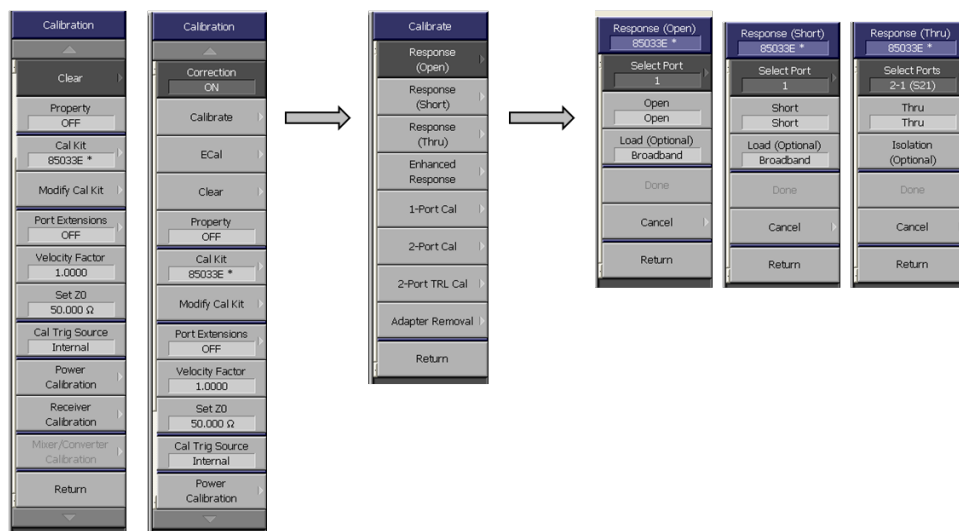 Calibration
Clear
Property
OFF
Cal Kit
85033E *
Modify Cal Kit
Port Extensions
OFF
Velocity Factor
1.0000
Set Z0
50.000 Ω
Cal Trig Source
Internal
Power
Calibration
Receiver
Calibration
Mixer/Converter
Calibration
Return
Calibration
Correction
ON
Calibrate
ECal
Clear
Property
OFF
Cal Kit
85033E *
Modify Cal Kit
Port Extensions
OFF
Velocity Factor
1.0000
Set Z0
50.000 Ω
Cal Trig Source
Internal
Power
Calibration
Calibrate
Response
(Open)
Response
(Short)
Response
(Thru)
Enhanced
Response
1-Port Cal
2-Port Cal
2-Port TRL Cal
Adapter Removal
Return
Response (Open)
85033E *
Select Port
1
Open
Open
Load (Optional)
Broadband
Done
Cancel
Return
Response (Short)
85033E *
Select Port
1
Short
Short
Load (Optional)
Broadband
Done
Cancel
Return
Response (Thru)
85033E *
Select Ports
2-1 (S21)
Thru
Thru
Isolation
(Optional)
Done
Cancel
Return